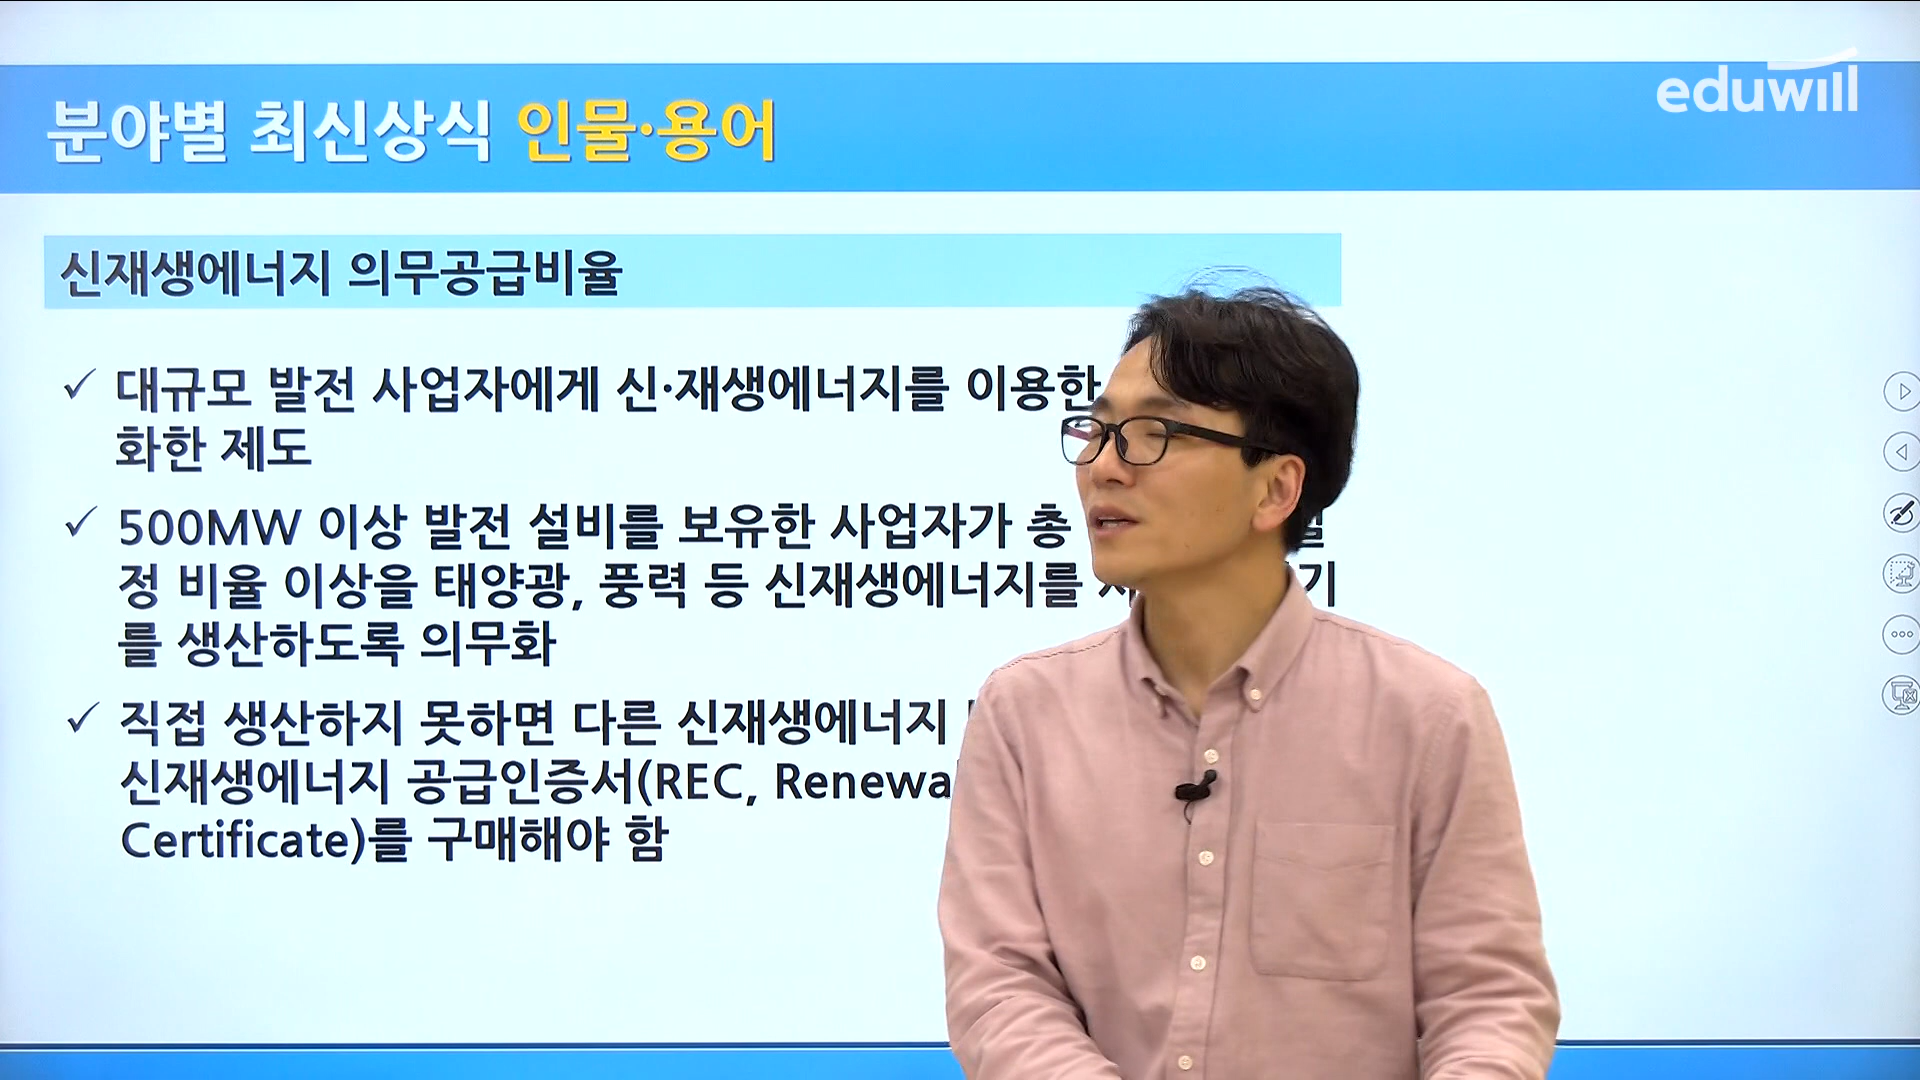 eduwill
분야별 최신상식 인물·용어
신재생에너지 의무공급비율
✓ 대규모 발전 사업자에게 신·재생에너지를 이용한
화한 제도
✓ 500MW 이상 발전 설비를 보유한 사업자가 총
정 비율 이상을 태양광, 풍력 등 신재생에너지를
를 생산하도록 의무화
✓ 직접 생산하지 못하면 다른 신재생에너지
신재생에너지 공급인증서(REC,
Certificate)를 구매해야 함